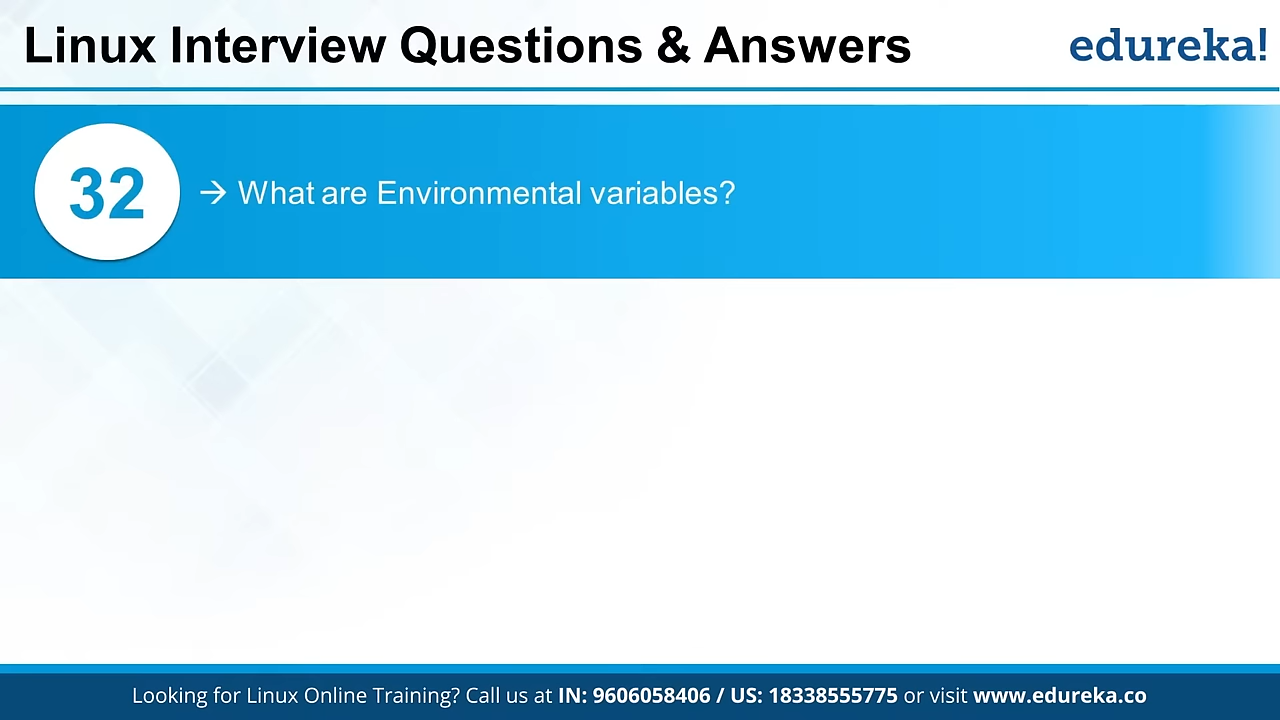 Linux Interview Questions & Answers
edureka!
32
→ What are Environmental variables?
Looking for Linux Online Training? Call us at IN: 9606058406 / US: 18338555775 or visit www.edureka.co